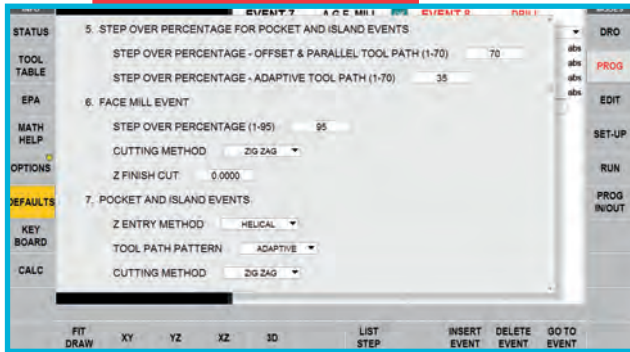 EVENT 7 A.G.E. MILL EVENT 8 DRILL
STATUS
TOOL
TABLE
EPA
MATH
HELP
OPTIONS
DEFAULTS
KEY
BOARD
CALC
5. STEP OVER PERCENTAGE FOR POCKET AND ISLAND EVENTS
STEP OVER PERCENTAGE - OFFSET & PARALLEL TOOL PATH (1-70) 70
STEP OVER PERCENTAGE - ADAPTIVE TOOL PATH (1-70) 35
6. FACE MILL EVENT
STEP OVER PERCENTAGE (1-95) 95
CUTTING METHOD ZIG ZAG
Z FINISH CUT 0.0000
7. POCKET AND ISLAND EVENTS
Z ENTRY METHOD HELICAL
TOOL PATH PATTERN ADAPTIVE
CUTTING METHOD ZIG ZAG
abs
abs
abs
abs
DRO
PROG
EDIT
SET-UP
RUN
PROG
IN/OUT
FIT
DRAW
XY
YZ
XZ
3D
LIST
STEP
INSERT
EVENT
DELETE
EVENT
GO TO
EVENT